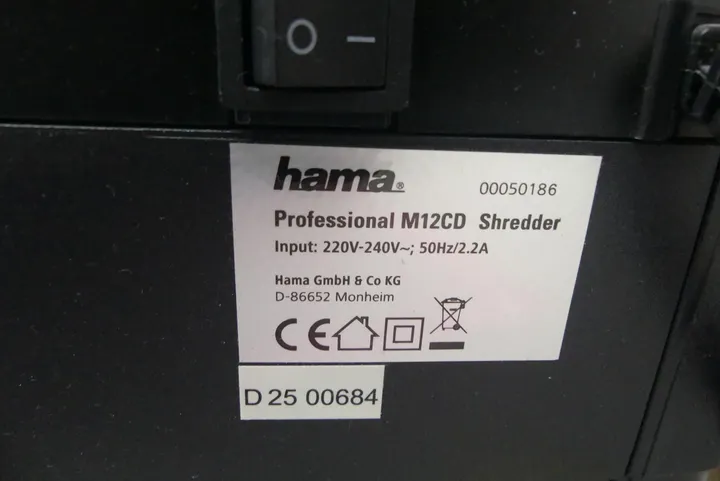 O –
hama®
00050186
Professional M12CD Shredder
Input: 220V-240V~; 50Hz/2.2A
Hama GmbH & Co KG
D-86652 Monheim
CE
D 25 00684